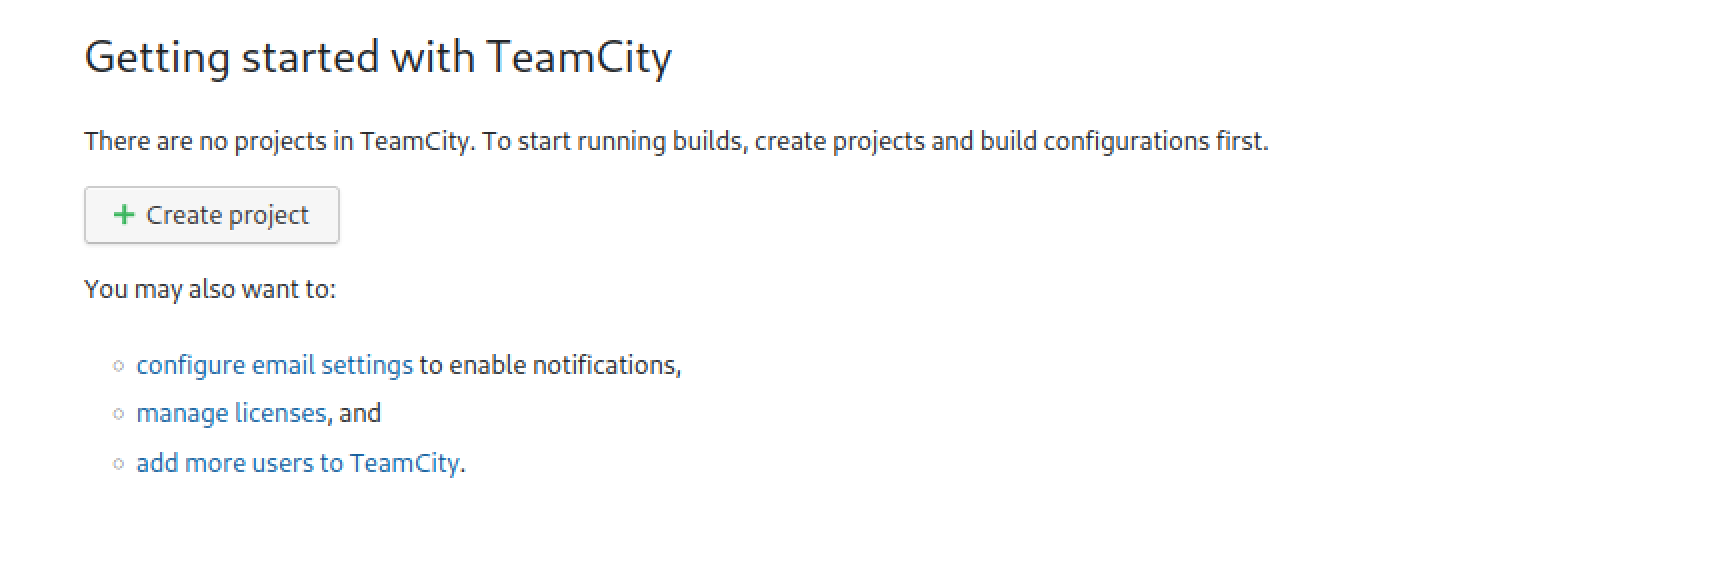 Getting started with TeamCity
There are no projects in TeamCity. To start running builds, create projects and build configurations first.
+ Create project
You may also want to:
configure email settings to enable notifications,
manage licenses, and
add more users to TeamCity.